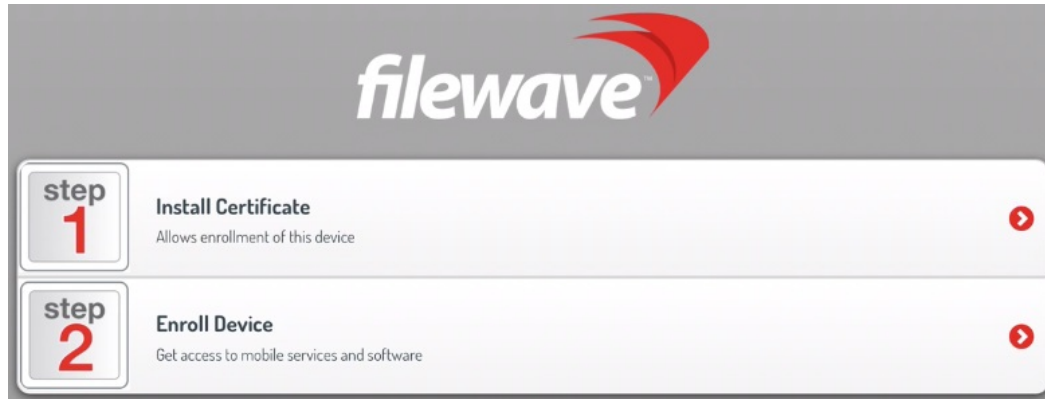 filewave™
step
1
Install Certificate
Allows enrollment of this device
step
2
Enroll Device
Get access to mobile services and software